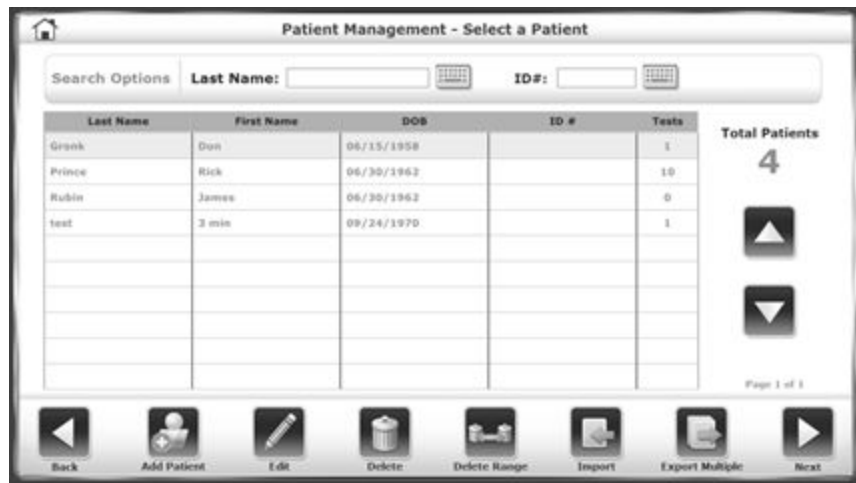 Patient Management - Select a Patient
Search Options Last Name: ID#:
Last Name First Name DOB ID # Tests
Gronk Don 06/15/1958 1
Prince Rick 06/30/1962 10
Rubin James 06/30/1962 0
test 3 min 09/24/1970 1
Total Patients
4
Page 1 of 1
Back Add Patient Edit Delete Delete Range Import Export Multiple Next